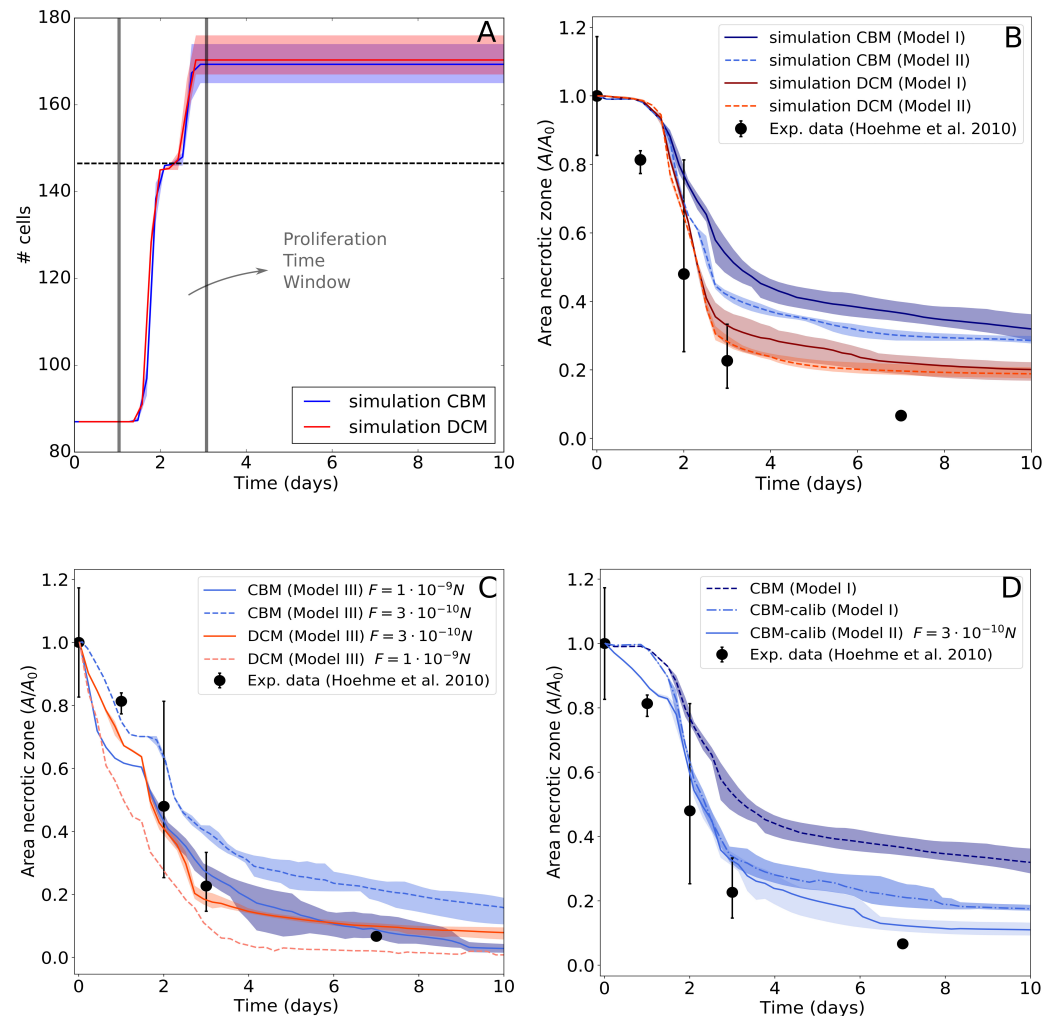 A
180
160
140
120
100
80
# cells
Proliferation
Time
Window
simulation CBM
simulation DCM
0
2
4
6
8
10
Time (days)
B
simulation CBM (Model I)
simulation CBM (Model II)
simulation DCM (Model I)
simulation DCM (Model II)
Exp. data (Hoehme et al. 2010)
1.2
1.0
0.8
0.6
0.4
0.2
0.0
Area necrotic zone (A/A₀)
0
2
4
6
8
10
Time (days)
C
CBM (Model III) F = 1 · 10⁻⁹N
CBM (Model III) F = 3 · 10⁻¹⁰N
DCM (Model III) F = 3 · 10⁻¹⁰N
DCM (Model III) F = 1 · 10⁻⁹N
Exp. data (Hoehme et al. 2010)
1.2
1.0
0.8
0.6
0.4
0.2
0.0
Area necrotic zone (A/A₀)
0
2
4
6
8
10
Time (days)
D
CBM (Model I)
CBM-calib (Model I)
CBM-calib (Model II) F = 3 · 10⁻¹⁰N
Exp. data (Hoehme et al. 2010)
1.2
1.0
0.8
0.6
0.4
0.2
0.0
Area necrotic zone (A/A₀)
0
2
4
6
8
10
Time (days)